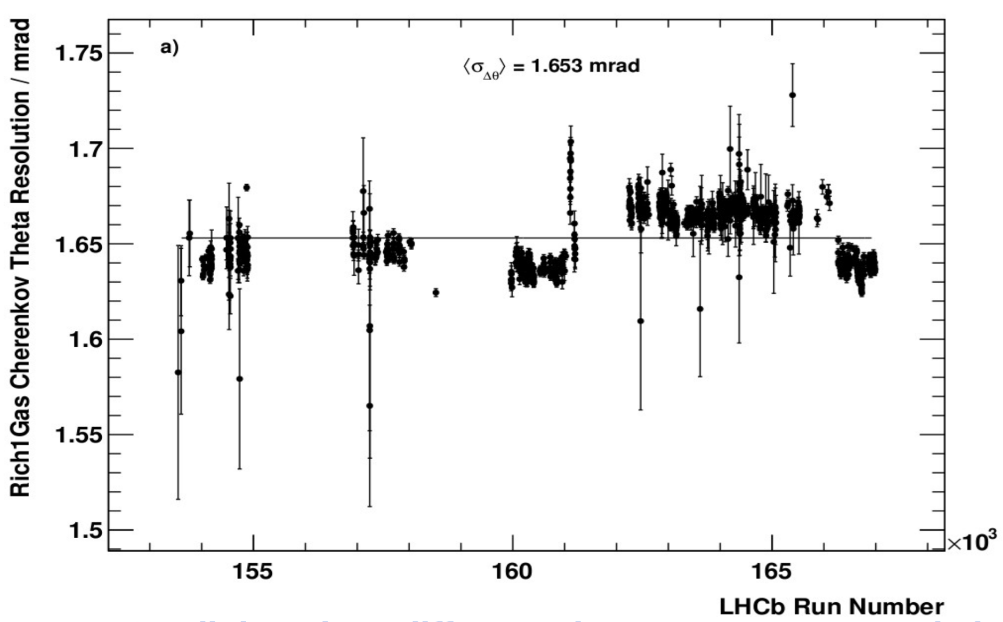 Rich1Gas Cherenkov Theta Resolution / mrad
a)
⟨σ_Δθ⟩ = 1.653 mrad
1.75
1.7
1.65
1.6
1.55
1.5
155
160
165
×10³
LHCb Run Number